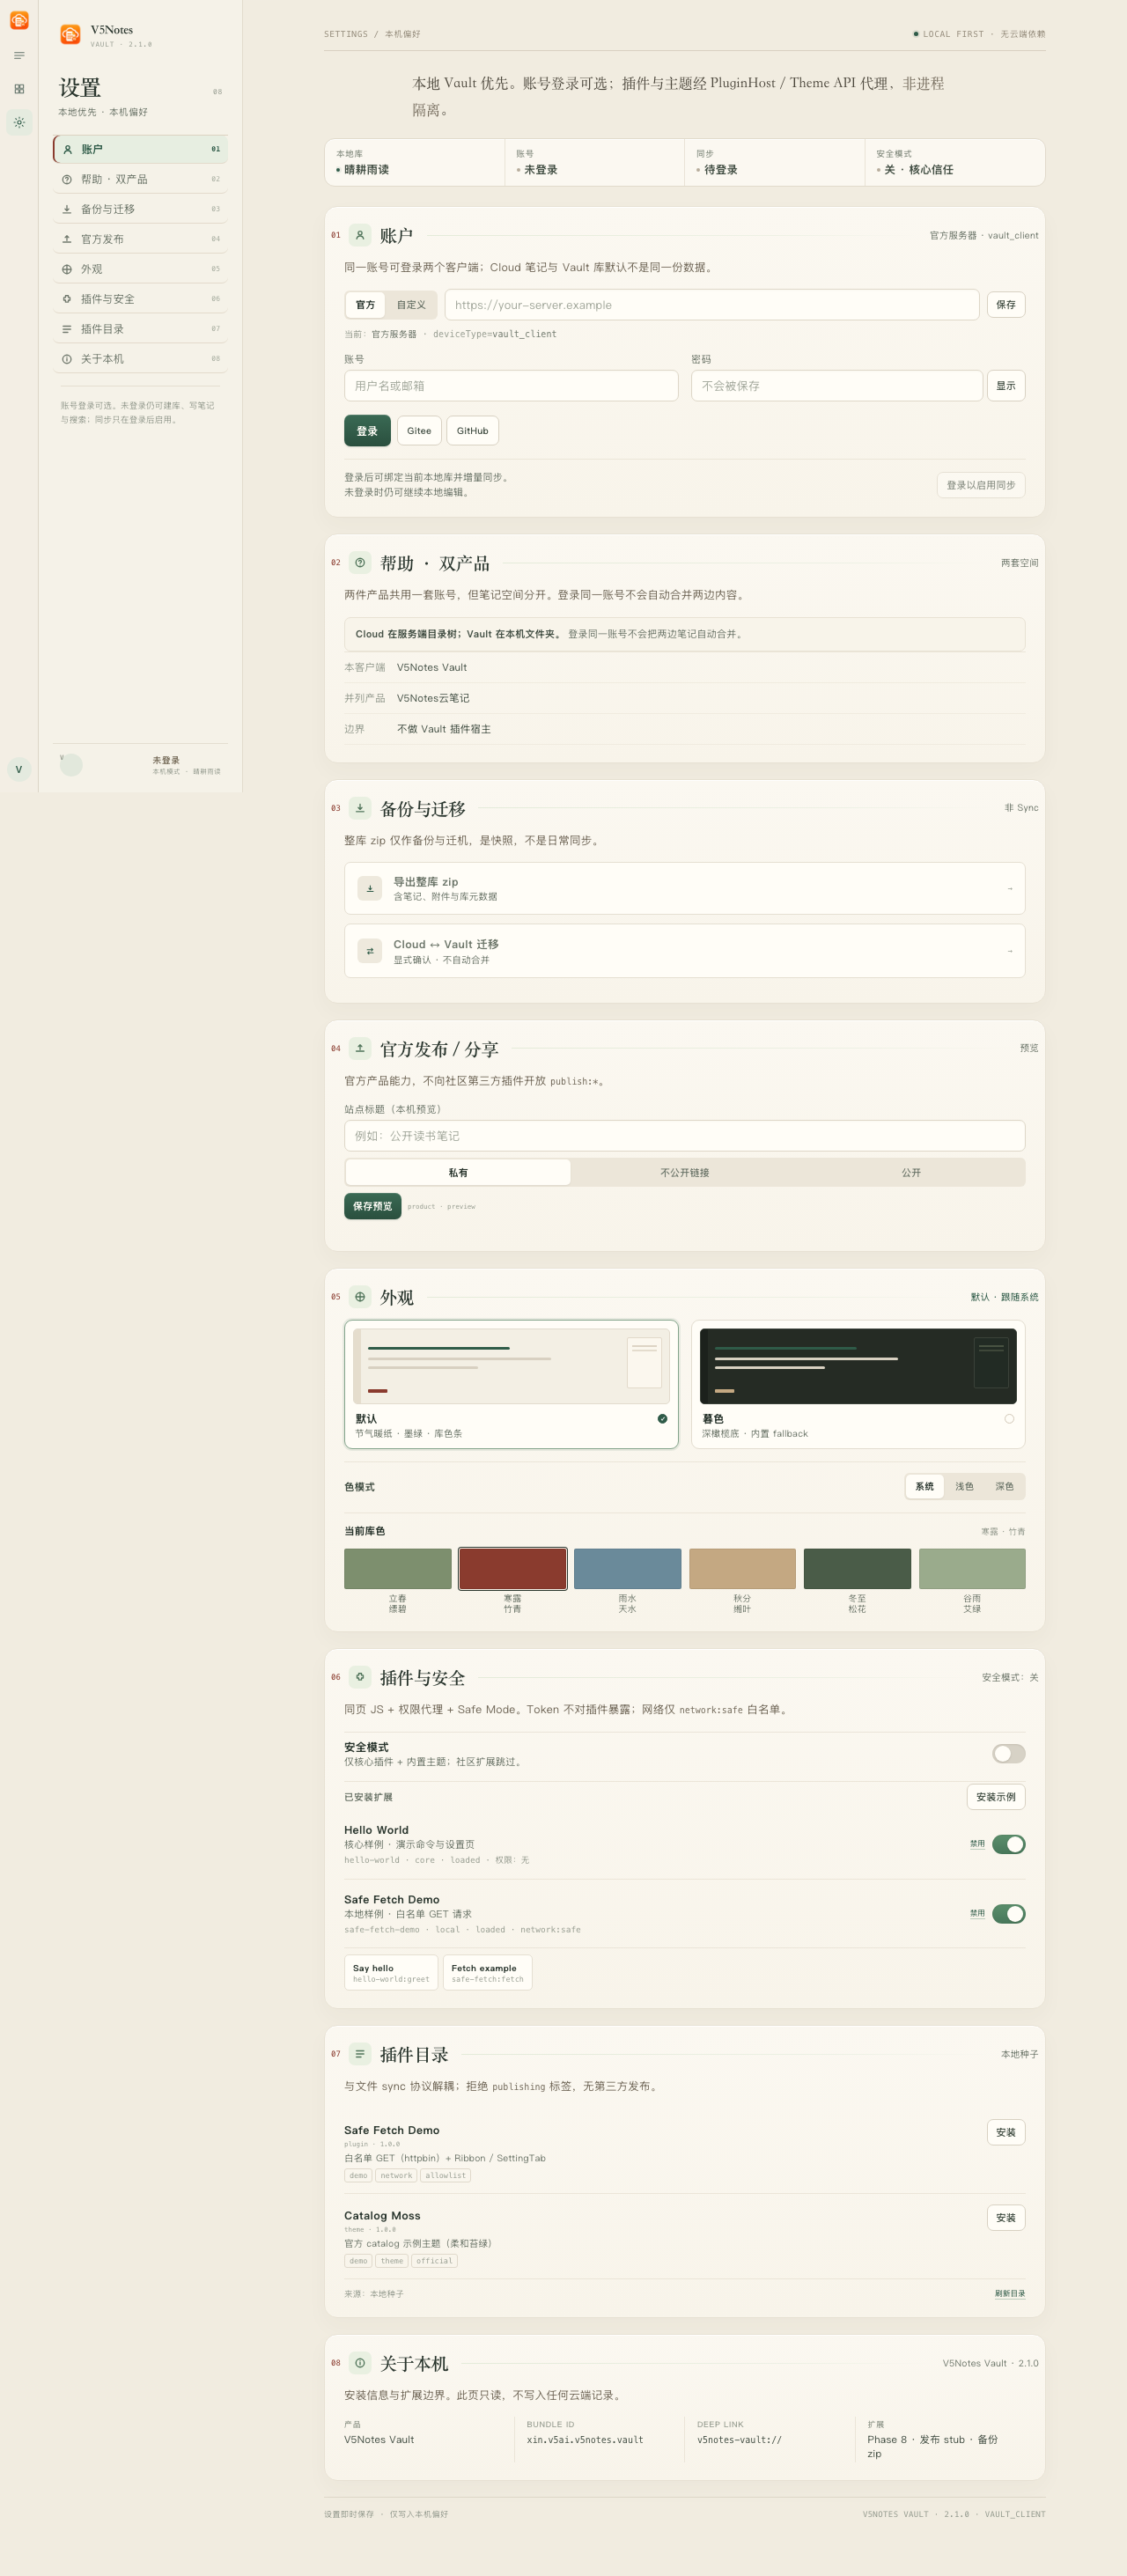 V5Notes
VAULT · 2.1.0
设置
08
本地优先 · 本机偏好
账户 01
帮助 · 双产品 02
备份与迁移 03
官方发布 04
外观 05
插件与安全 06
插件目录 07
关于本机 08
账号登录可选。未登录仍可建库、写笔记
与搜索；同步只在登录后启用。
V
V
未登录
本机模式 · 晴耕雨读
SETTINGS / 本机偏好
LOCAL FIRST · 无云端依赖
本地 Vault 优先。账号登录可选；插件与主题经 PluginHost / Theme API 代理，非进程
隔离。
本地库
晴耕雨读
账号
未登录
同步
待登录
安全模式
关 · 核心信任
01 账户
官方服务器 · vault_client
同一账号可登录两个客户端；Cloud 笔记与 Vault 库默认不是同一份数据。
官方 自定义 https://your-server.example 保存
当前：官方服务器 · deviceType=vault_client
账号 密码
用户名或邮箱 不会被保存 显示
登录 Gitee GitHub
登录后可绑定当前本地库并增量同步。
未登录时仍可继续本地编辑。
登录以启用同步
02 帮助 · 双产品
两套空间
两件产品共用一套账号，但笔记空间分开。登录同一账号不会自动合并两边内容。
Cloud 在服务端目录树；Vault 在本机文件夹。 登录同一账号不会把两边笔记自动合并。
本客户端 V5Notes Vault
并列产品 V5Notes云笔记
边界 不做 Vault 插件宿主
03 备份与迁移
非 Sync
整库 zip 仅作备份与迁机，是快照，不是日常同步。
导出整库 zip
含笔记、附件与库元数据
→
Cloud ↔ Vault 迁移
显式确认 · 不自动合并
→
04 官方发布 / 分享
预览
官方产品能力，不向社区第三方插件开放 publish:*。
站点标题（本机预览）
例如：公开读书笔记
私有 不公开链接 公开
保存预览 product · preview
05 外观
默认 · 跟随系统
默认
节气暖纸 · 墨绿 · 库色条
暮色
深橄榄底 · 内置 fallback
色模式
系统 浅色 深色
当前库色
寒露 · 竹青
立春 寒露 雨水 秋分 冬至 谷雨
缥碧 竹青 天水 缃叶 松花 艾绿
06 插件与安全
安全模式：关
同页 JS + 权限代理 + Safe Mode。Token 不对插件暴露；网络仅 network:safe 白名单。
安全模式
仅核心插件 + 内置主题；社区扩展跳过。
已安装扩展
安装示例
Hello World
核心样例 · 演示命令与设置页
hello-world · core · loaded · 权限：无
禁用
Safe Fetch Demo
本地样例 · 白名单 GET 请求
safe-fetch-demo · local · loaded · network:safe
禁用
Say hello
hello-world:greet
Fetch example
safe-fetch:fetch
07 插件目录
本地种子
与文件 sync 协议解耦；拒绝 publishing 标签，无第三方发布。
Safe Fetch Demo
plugin · 1.0.0
白名单 GET（httpbin）+ Ribbon / SettingTab
demo network allowlist
安装
Catalog Moss
theme · 1.0.0
官方 catalog 示例主题（柔和苔绿）
demo theme official
安装
来源：本地种子
刷新目录
08 关于本机
V5Notes Vault · 2.1.0
安装信息与扩展边界。此页只读，不写入任何云端记录。
产品
V5Notes Vault
BUNDLE ID
xin.v5ai.v5notes.vault
DEEP LINK
v5notes-vault://
扩展
Phase 8 · 发布 stub · 备份
zip
设置即时保存 · 仅写入本机偏好
V5NOTES VAULT · 2.1.0 · VAULT_CLIENT